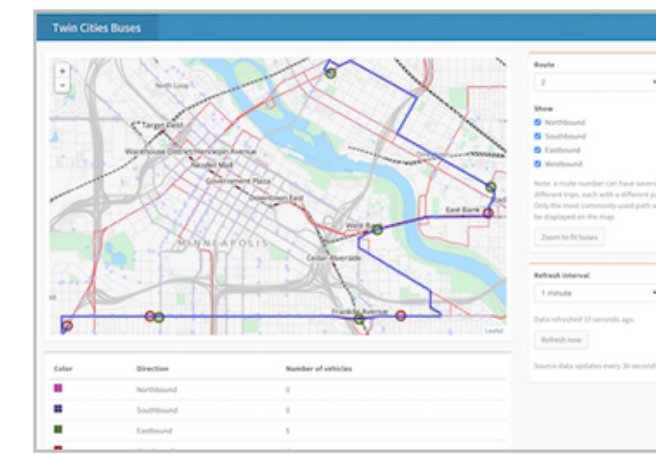 Twin Cities Buses
+
-
North Loop
Target Field
Warehouse District/Hennepin Avenue
Nicollet Mall
Government Plaza
Downtown East
West Bank
East Bank
MINNEAPOLIS
Cedar Riverside
Franklin Avenue
Leaflet
Route
2
Show
Northbound
Southbound
Eastbound
Westbound
Note: a route number can have
different trips, each with a different
Only the most commonly used path
be displayed on the map.
Zoom to fit buses
Refresh interval
1 minute
Data refreshed 10 seconds ago.
Refresh now
Source data updates every 30 seconds
Color Direction Number of vehicles
Northbound 0
Southbound 0
Eastbound 5